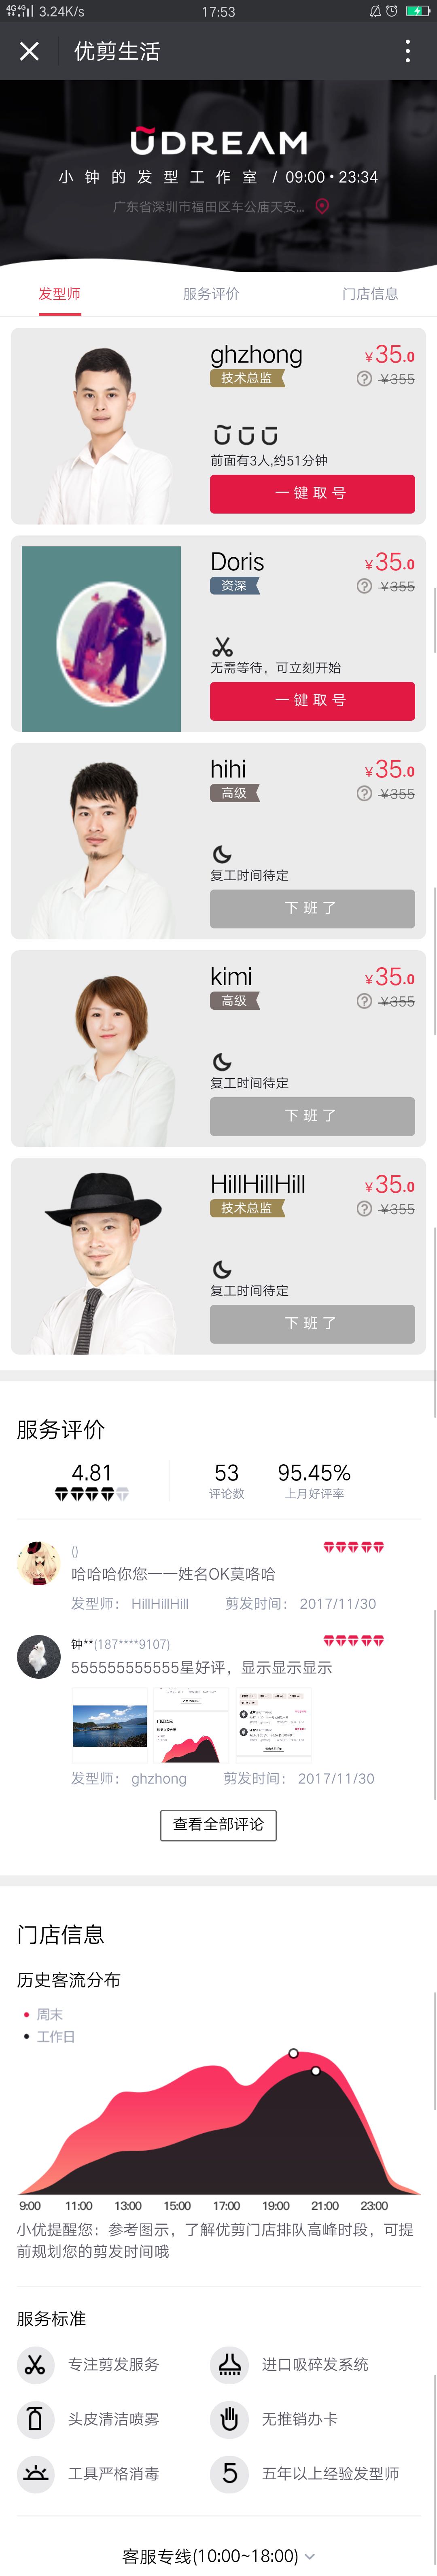 4G 4G 3.24K/s 17:53
优剪生活
ÜDREAM
小钟的发型工作室 / 09:00 • 23:34
广东省深圳市福田区车公庙天安...
发型师 服务评价 门店信息
ghzhong ¥35.0
技术总监 ? ¥355
前面有3人,约51分钟
一键取号
Doris ¥35.0
资深 ? ¥355
无需等待，可立刻开始
一键取号
hihi ¥35.0
高级 ? ¥355
复工时间待定
下班了
kimi ¥35.0
高级 ? ¥355
复工时间待定
下班了
HillHillHill ¥35.0
技术总监 ? ¥355
复工时间待定
下班了
服务评价
4.81 53 95.45%
评论数 上月好评率
()
哈哈哈你您一一姓名OK莫咯哈
发型师： HillHillHill 剪发时间： 2017/11/30
钟**(187****9107)
555555555555星好评，显示显示显示
发型师： ghzhong 剪发时间： 2017/11/30
查看全部评论
门店信息
历史客流分布
周末
工作日
9:00 11:00 13:00 15:00 17:00 19:00 21:00 23:00
小优提醒您：参考图示，了解优剪门店排队高峰时段，可提
前规划您的剪发时间哦
服务标准
专注剪发服务 进口吸碎发系统
头皮清洁喷雾 无推销办卡
工具严格消毒 5 五年以上经验发型师
客服专线(10:00~18:00)